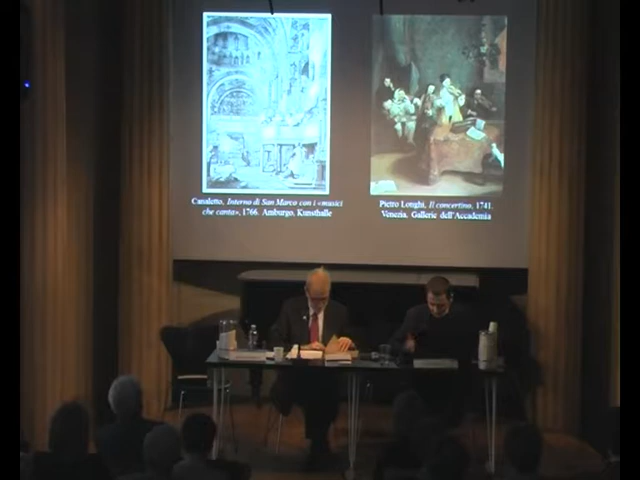 Canaletto, Interno di San Marco con i «musici
che canta», 1766. Amburgo, Kunsthalle
Pietro Longhi, Il concertino, 1741.
Venezia, Gallerie dell'Accademia